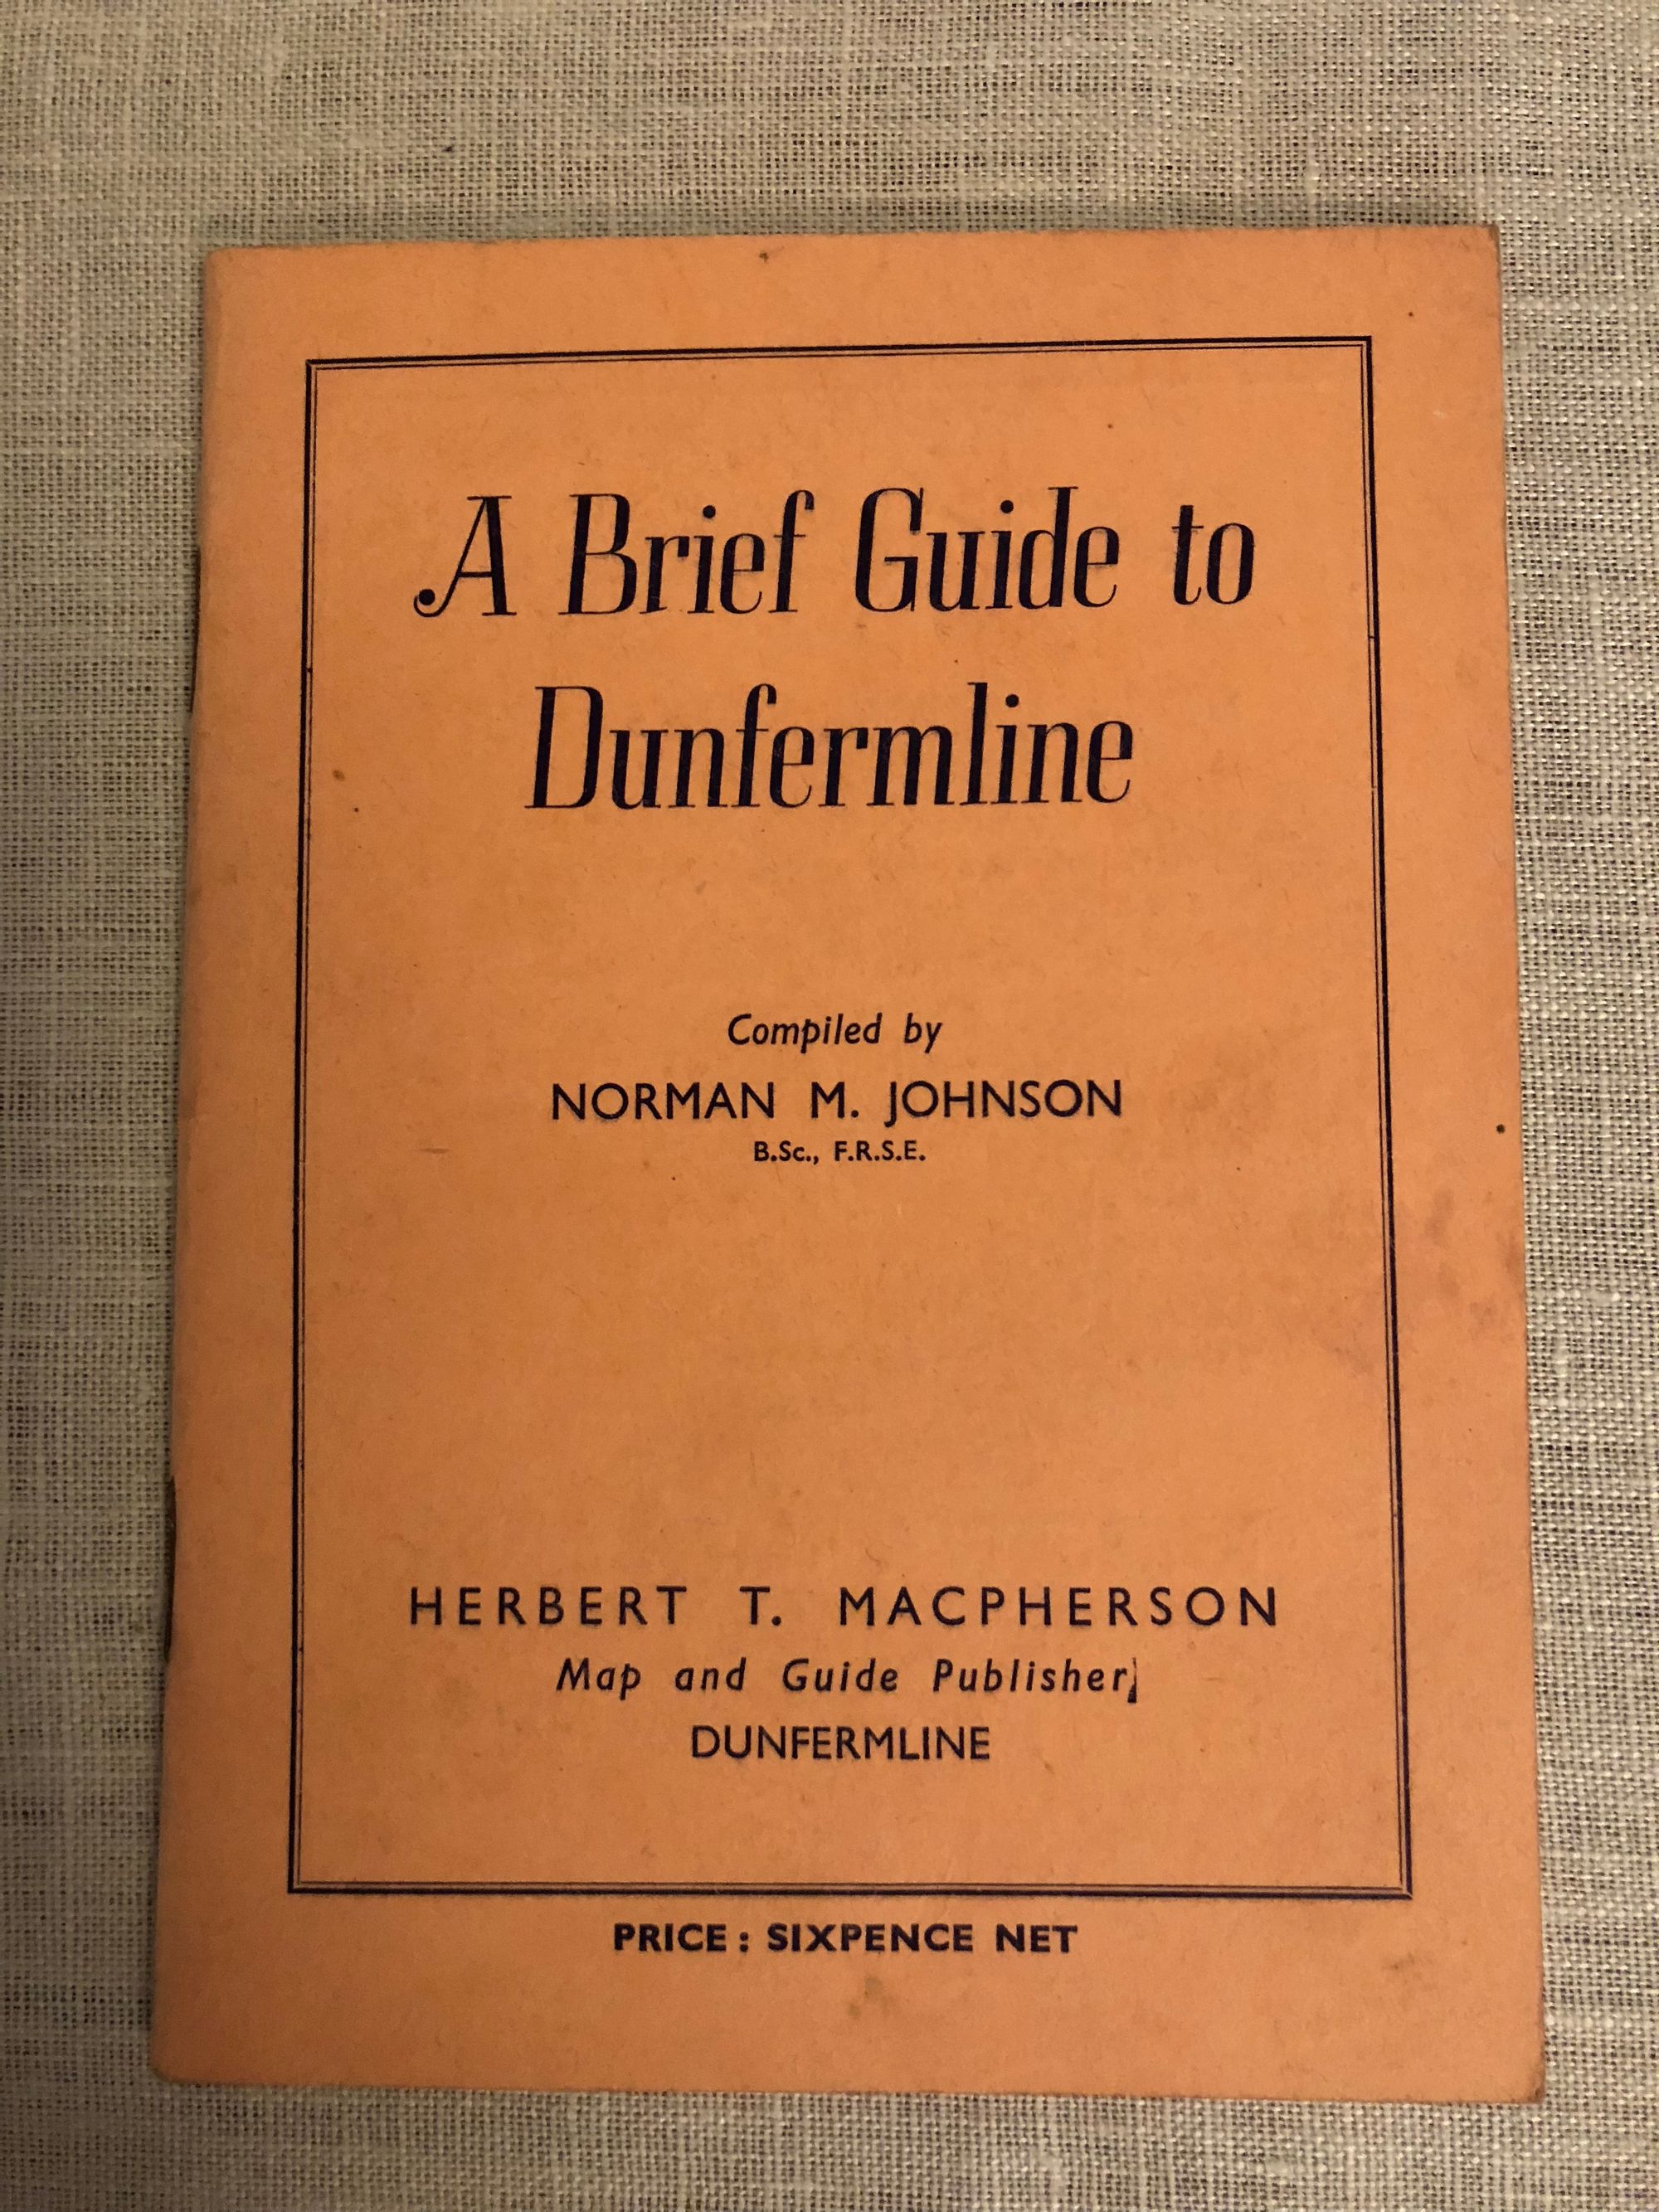 A Brief Guide to
Dunfermline
Compiled by
NORMAN M. JOHNSON
B.Sc., F.R.S.E.
HERBERT T. MACPHERSON
Map and Guide Publisher,
DUNFERMLINE
PRICE : SIXPENCE NET